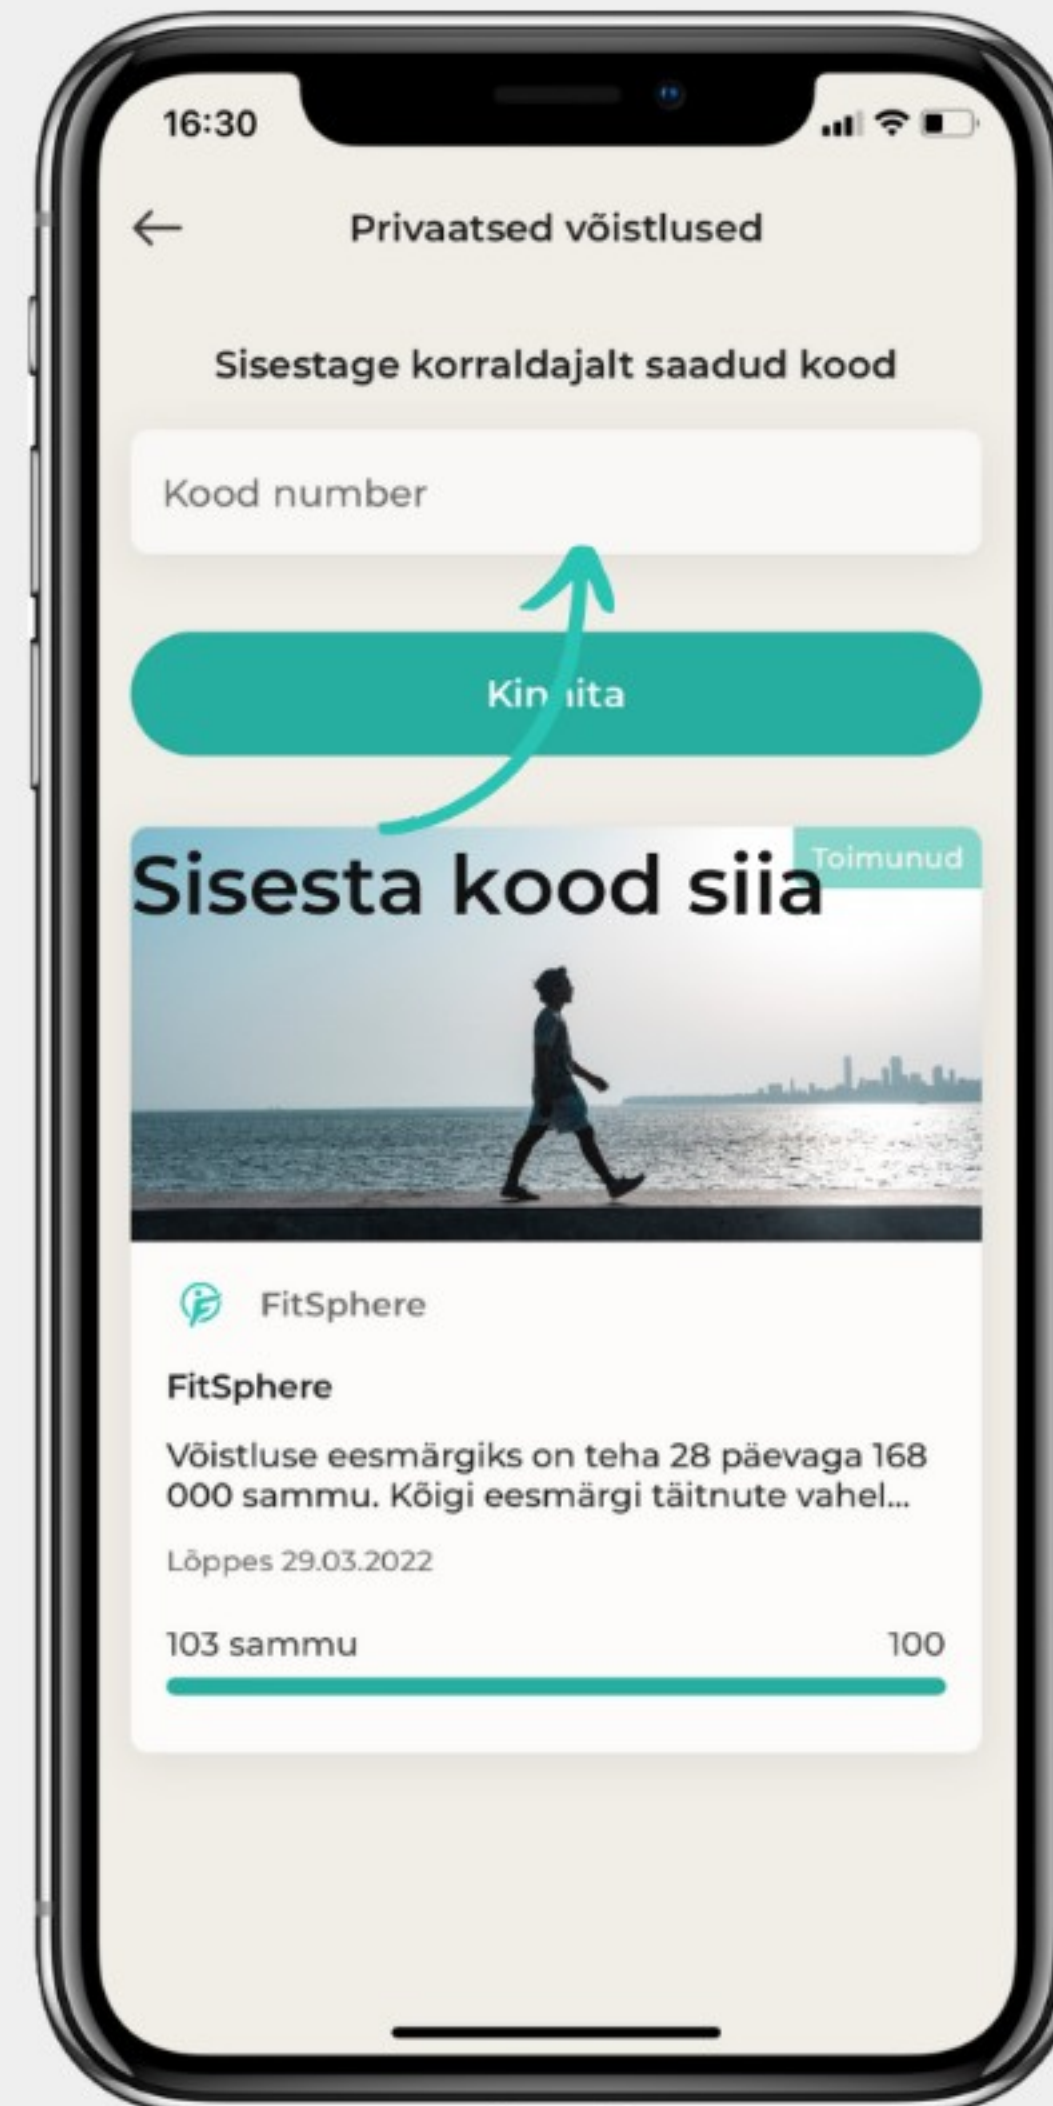 16:30
Privaatsed võistlused
Sisestage korraldajalt saadud kood
Kood number
Kinnita
Sisesta kood siia
Toimunud
FitSphere
FitSphere
Võistluse eesmärgiks on teha 28 päevaga 168
000 sammu. Kõigi eesmärgi täitnute vahel...
Lõppes 29.03.2022
103 sammu 100